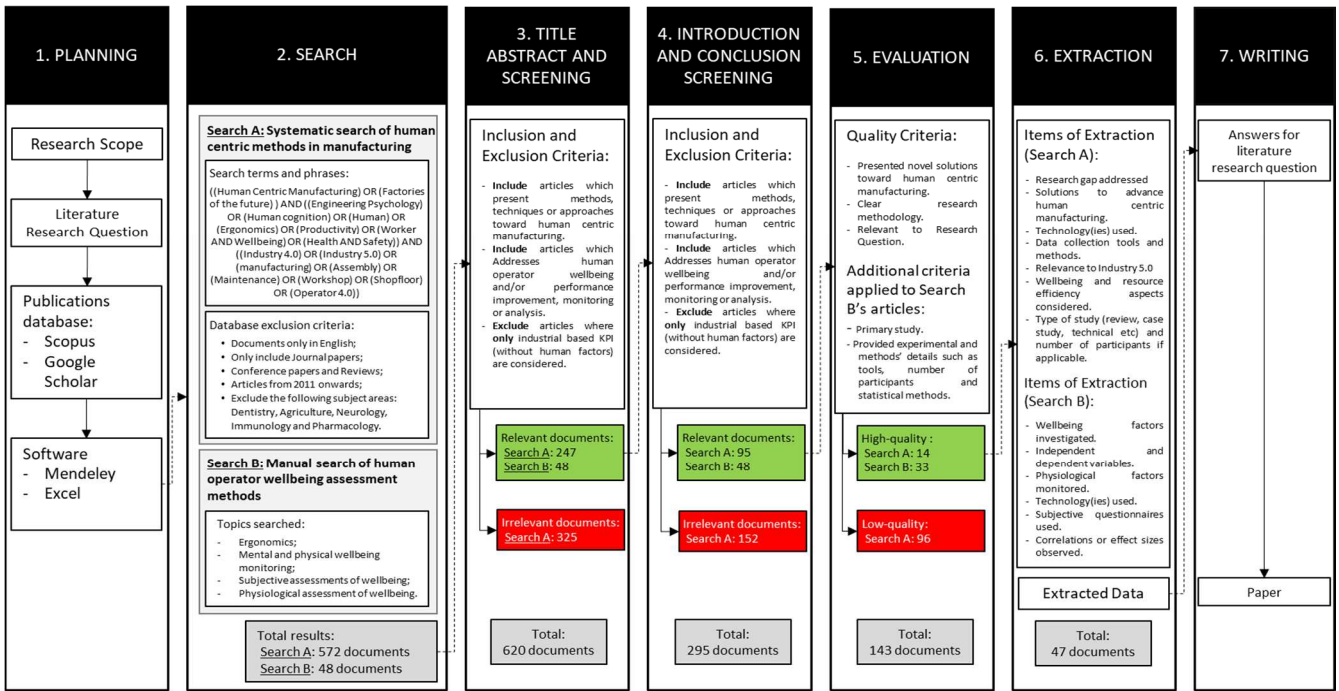 1. PLANNING
Research Scope
Literature
Research Question
Publications
database:
- Scopus
- Google
Scholar
Software
- Mendeley
- Excel
2. SEARCH
Search A: Systematic search of human
centric methods in manufacturing
Search terms and phrases:
((Human Centric Manufacturing) OR (Factories
of the future) ) AND ((Engineering Psychology)
OR (Human cognition) OR (Human) OR
(Ergonomics) OR (Productivity) OR (Worker
AND Wellbeing) OR (Health AND Safety)) AND
((Industry 4.0) OR (Industry 5.0) OR
(manufacturing) OR (Assembly) OR
(Maintenance) OR (Workshop) OR (Shopfloor)
OR (Operator 4.0))
Database exclusion criteria:
• Documents only in English;
• Only include Journal papers;
• Conference papers and Reviews;
• Articles from 2011 onwards;
• Exclude the following subject areas:
Dentistry, Agriculture, Neurology,
Immunology and Pharmacology.
Search B: Manual search of human
operator wellbeing assessment
methods
Topics searched:
- Ergonomics;
- Mental and physical wellbeing
monitoring;
- Subjective assessments of wellbeing;
- Physiological assessment of wellbeing.
Total results:
Search A: 572 documents
Search B: 48 documents
3. TITLE
ABSTRACT AND
SCREENING
Inclusion and
Exclusion Criteria:
- Include articles which
present methods,
techniques or approaches
toward human centric
manufacturing.
- Include articles which
Addresses human
operator wellbeing
and/or performance
improvement, monitoring
or analysis.
- Exclude articles where
only industrial based KPI
(without human factors)
are considered.
Relevant documents:
Search A: 247
Search B: 48
Irrelevant documents:
Search A: 325
Total:
620 documents
4. INTRODUCTION
AND CONCLUSION
SCREENING
Inclusion and
Exclusion Criteria:
- Include articles which
present methods,
techniques or approaches
toward human centric
manufacturing.
- Include articles which
Addresses human operator
wellbeing and/or
performance improvement,
monitoring or analysis.
- Exclude articles where
only industrial based KPI
(without human factors) are
considered.
Relevant documents:
Search A: 95
Search B: 48
Irrelevant documents:
Search A: 152
Total:
295 documents
5. EVALUATION
Quality Criteria:
- Presented novel solutions
toward human centric
manufacturing.
- Clear research
methodology.
- Relevant to Research
Question.
Additional criteria
applied to Search
B's articles:
- Primary study.
- Provided experimental and
methods' details such as
tools, number of
participants and
statistical methods.
High-quality :
Search A: 14
Search B: 33
Low-quality:
Search A: 96
Total:
143 documents
6. EXTRACTION
Items of Extraction
(Search A):
- Research gap addressed
- Solutions to advance
human centric
manufacturing.
- Technology(ies) used.
- Data collection tools and
methods.
- Relevance to Industry 5.0
- Wellbeing and resource
efficiency aspects
considered.
- Type of study (review, case
study, technical etc) and
number of participants if
applicable.
Items of Extraction
(Search B):
- Wellbeing factors
investigated.
- Independent and
dependent variables.
- Physiological factors
monitored.
- Technology(ies) used.
- Subjective questionnaires
used.
- Correlations or effect sizes
observed.
Extracted Data
Total:
47 documents
7. WRITING
Answers for
literature
research question
Paper